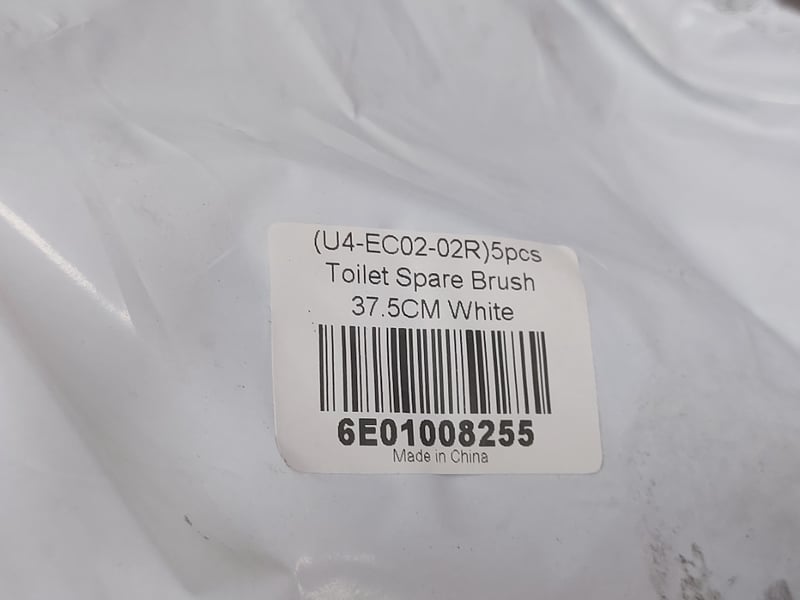 (U4-EC02-02R)5pcs
Toilet Spare Brush
37.5CM White
6E01008255
Made in China